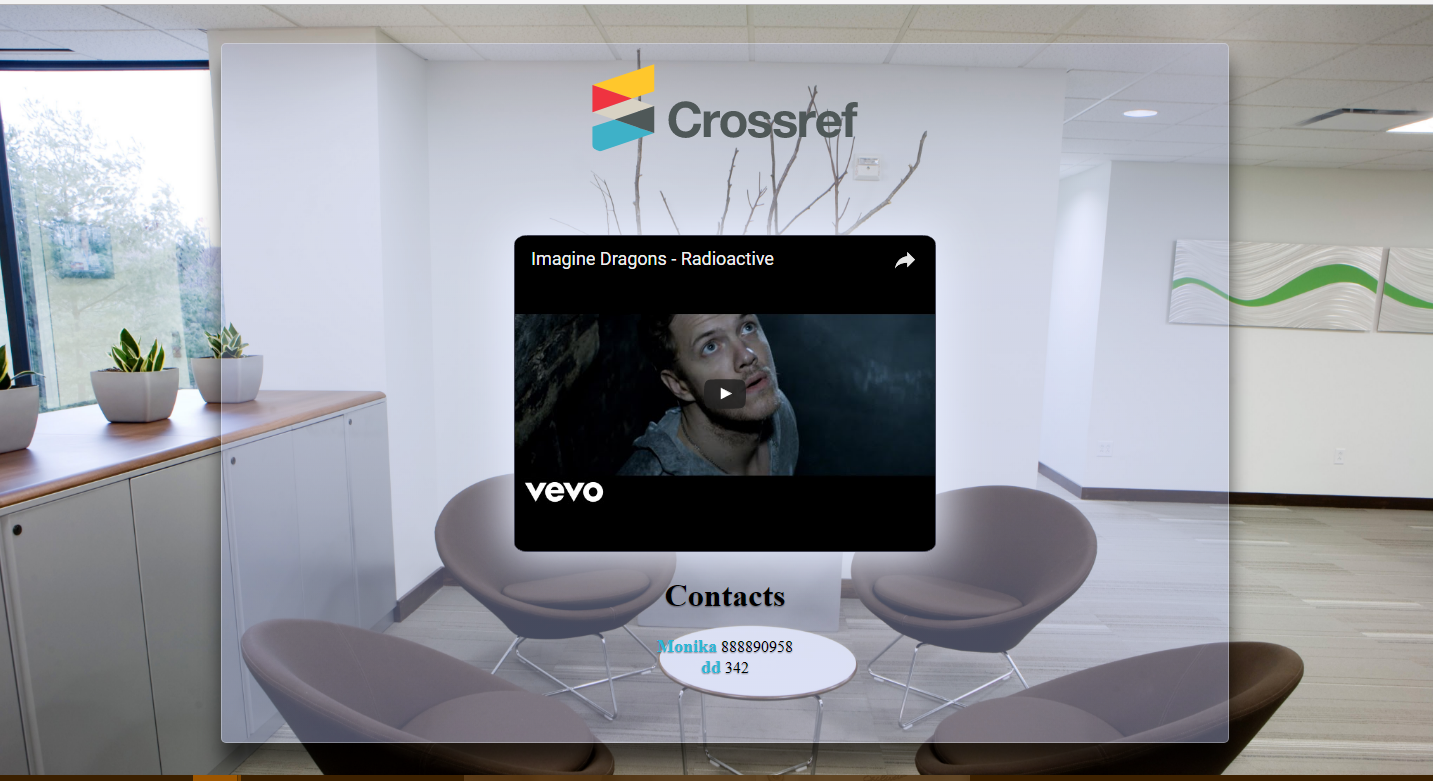 Crossref
Imagine Dragons - Radioactive
vevo
Contacts
Monika 888890958
dd 342